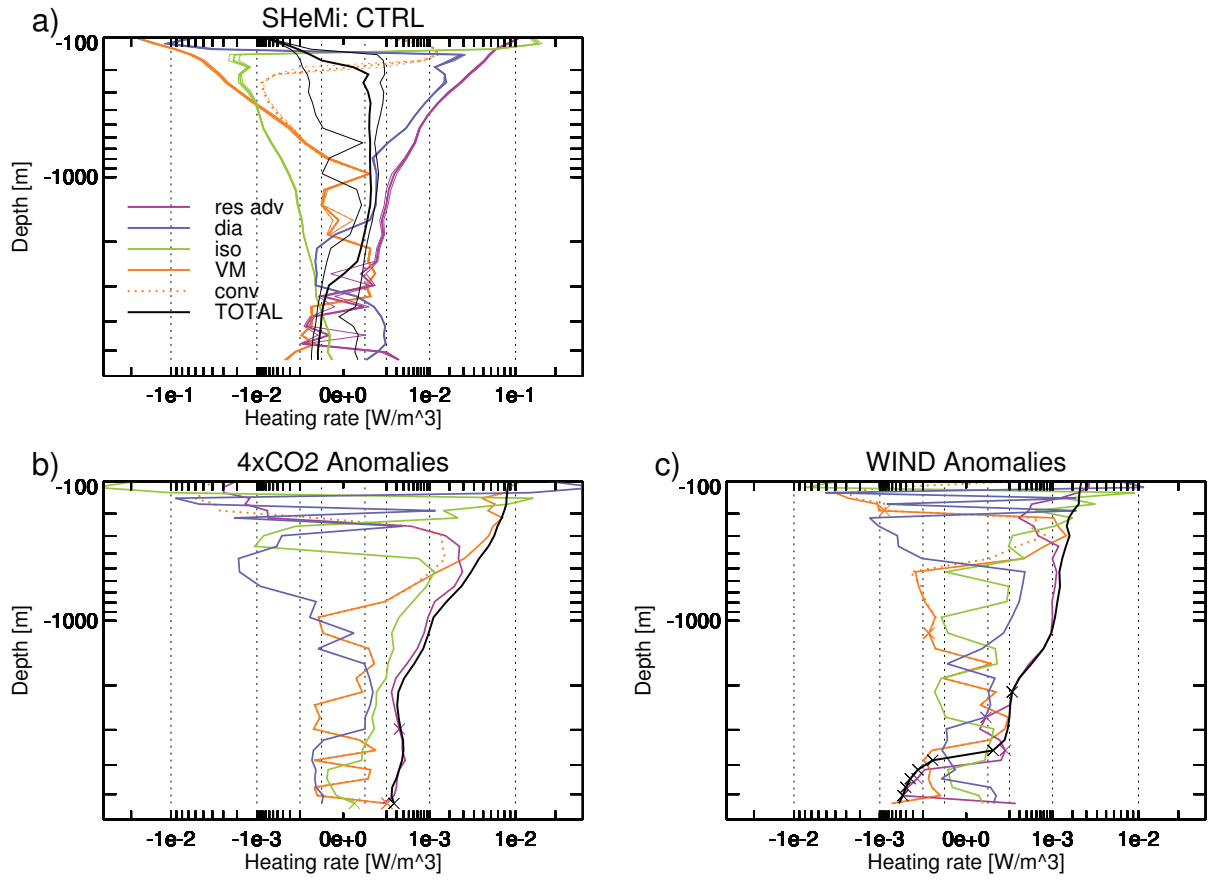 a)
SHeMi: CTRL
-100
-1000
Depth [m]
res adv
dia
iso
VM
conv
TOTAL
-1e-1 -1e-2 0e+0 1e-2 1e-1
Heating rate [W/m^3]
b)
4xCO2 Anomalies
-100
-1000
Depth [m]
-1e-2 -1e-3 0e+0 1e-3 1e-2
Heating rate [W/m^3]
c)
WIND Anomalies
-100
-1000
Depth [m]
-1e-2 -1e-3 0e+0 1e-3 1e-2
Heating rate [W/m^3]